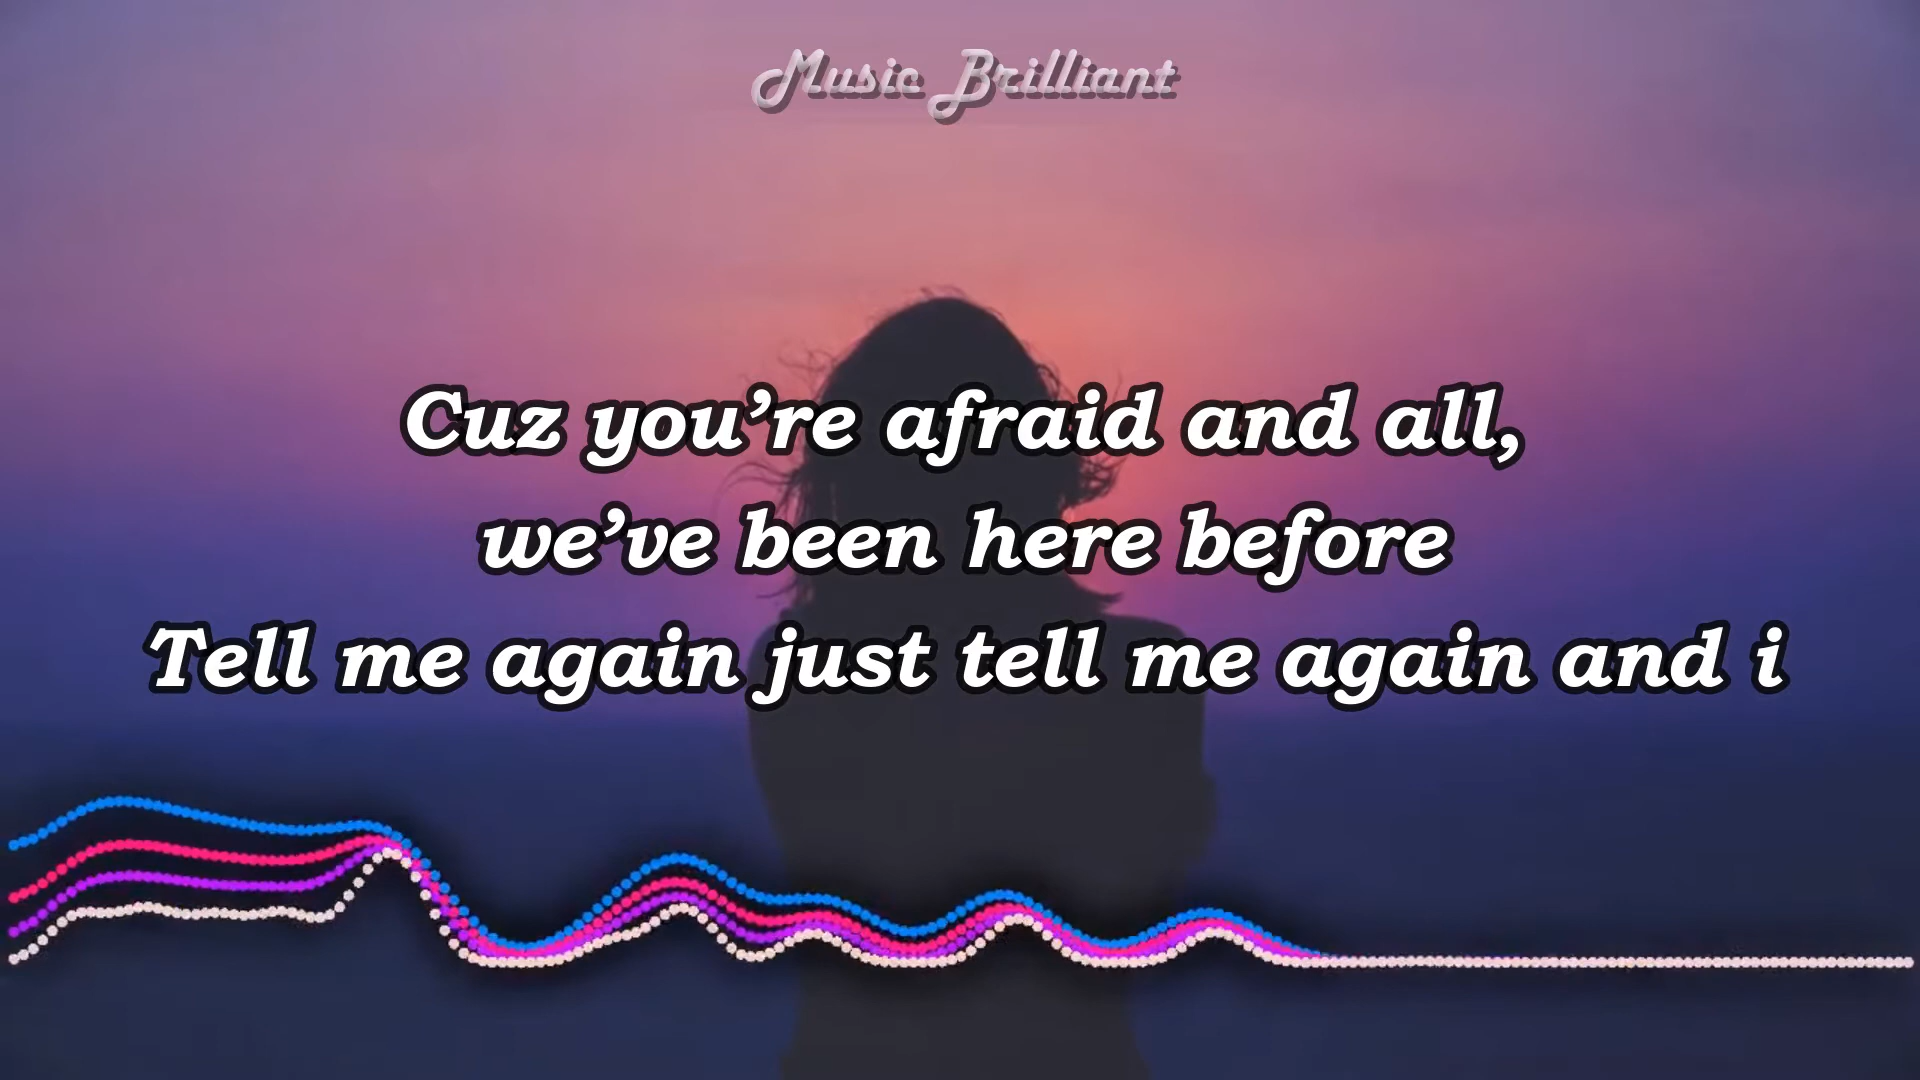 Music Brilliant
Cuz you’re afraid and all,
we’ve been here before
Tell me again just tell me again and i